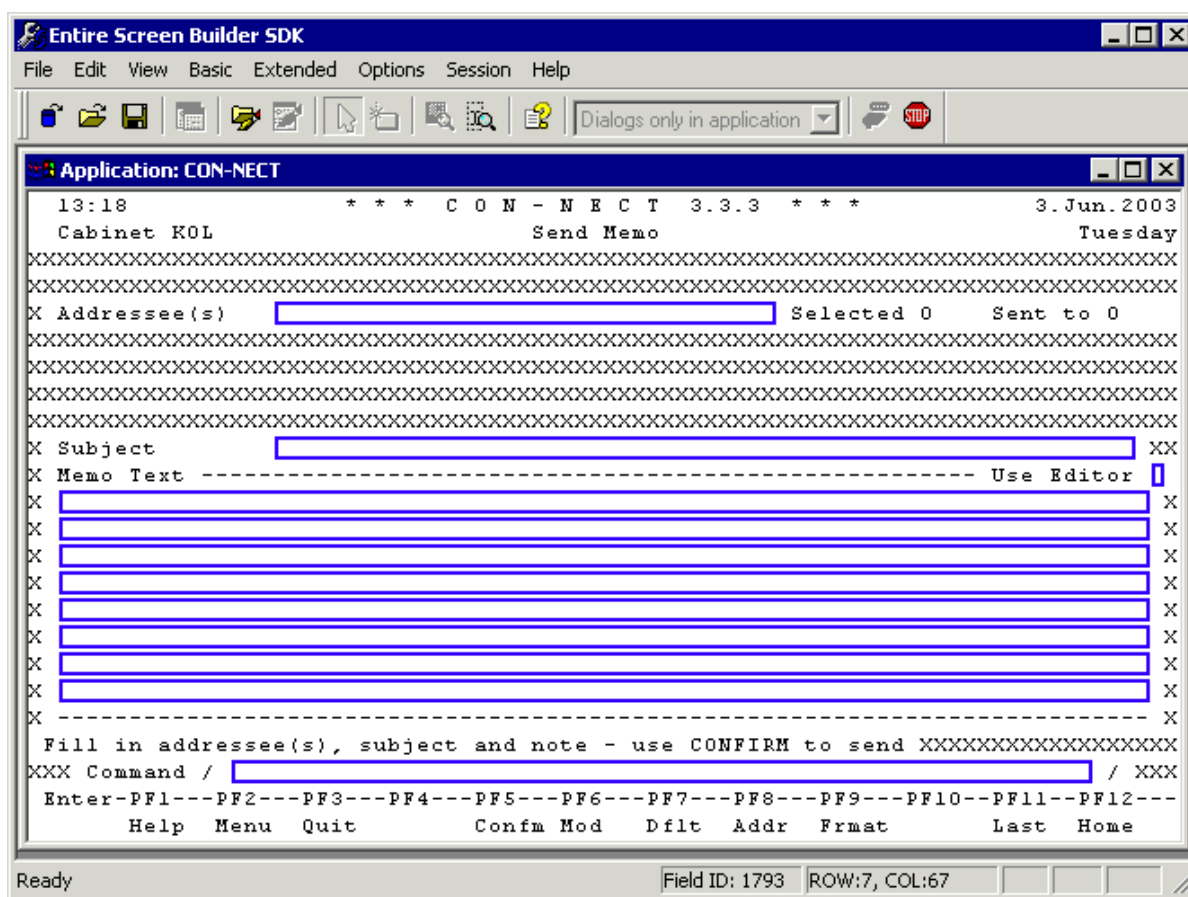 Entire Screen Builder SDK
File Edit View Basic Extended Options Session Help
Dialogs only in application STOP
Application: CON-NECT
13:18 * * * C O N - N E C T 3.3.3 * * * 3.Jun.2003
Cabinet KOL Send Memo Tuesday
XXXXXXXXXXXXXXXXXXXXXXXXXXXXXXXXXXXXXXXXXXXXXXXXXXXXXXXXXXXXXXXXXXXXXXXXXXXXXXXX
XXXXXXXXXXXXXXXXXXXXXXXXXXXXXXXXXXXXXXXXXXXXXXXXXXXXXXXXXXXXXXXXXXXXXXXXXXXXXXXX
X Addressee(s) Selected 0 Sent to 0
XXXXXXXXXXXXXXXXXXXXXXXXXXXXXXXXXXXXXXXXXXXXXXXXXXXXXXXXXXXXXXXXXXXXXXXXXXXXXXXX
XXXXXXXXXXXXXXXXXXXXXXXXXXXXXXXXXXXXXXXXXXXXXXXXXXXXXXXXXXXXXXXXXXXXXXXXXXXXXXXX
XXXXXXXXXXXXXXXXXXXXXXXXXXXXXXXXXXXXXXXXXXXXXXXXXXXXXXXXXXXXXXXXXXXXXXXXXXXXXXXX
XXXXXXXXXXXXXXXXXXXXXXXXXXXXXXXXXXXXXXXXXXXXXXXXXXXXXXXXXXXXXXXXXXXXXXXXXXXXXXXX
X Subject XX
X Memo Text ------------------------------------------------------ Use Editor
X X
X X
X X
X X
X X
X X
X X
X X
X ---------------------------------------------------------------------------- X
Fill in addressee(s), subject and note - use CONFIRM to send XXXXXXXXXXXXXXXXXX
XXX Command / / XXX
Enter-PF1---PF2---PF3---PF4---PF5---PF6---PF7---PF8---PF9---PF10--PF11--PF12---
Help Menu Quit Confm Mod Dflt Addr Frmat Last Home
Ready Field ID: 1793 ROW:7, COL:67